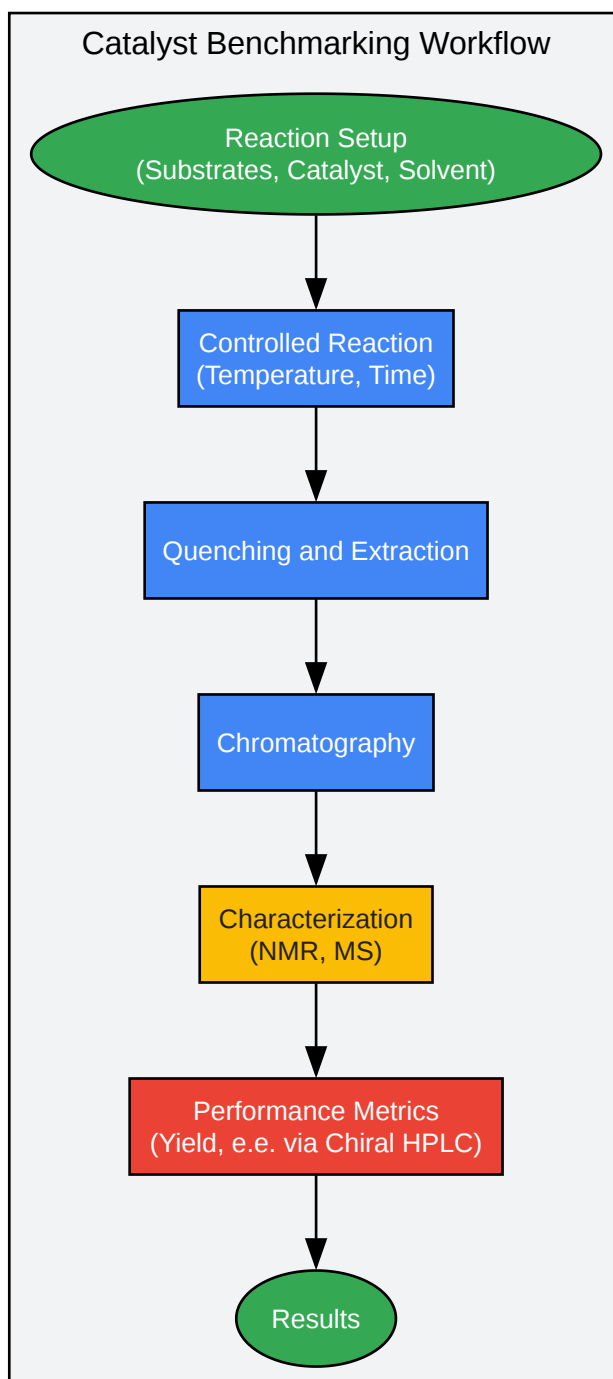 Catalyst Benchmarking Workflow
Reaction Setup
(Substrates, Catalyst, Solvent)
Controlled Reaction
(Temperature, Time)
Quenching and Extraction
Chromatography
Characterization
(NMR, MS)
Performance Metrics
(Yield, e.e. via Chiral HPLC)
Results